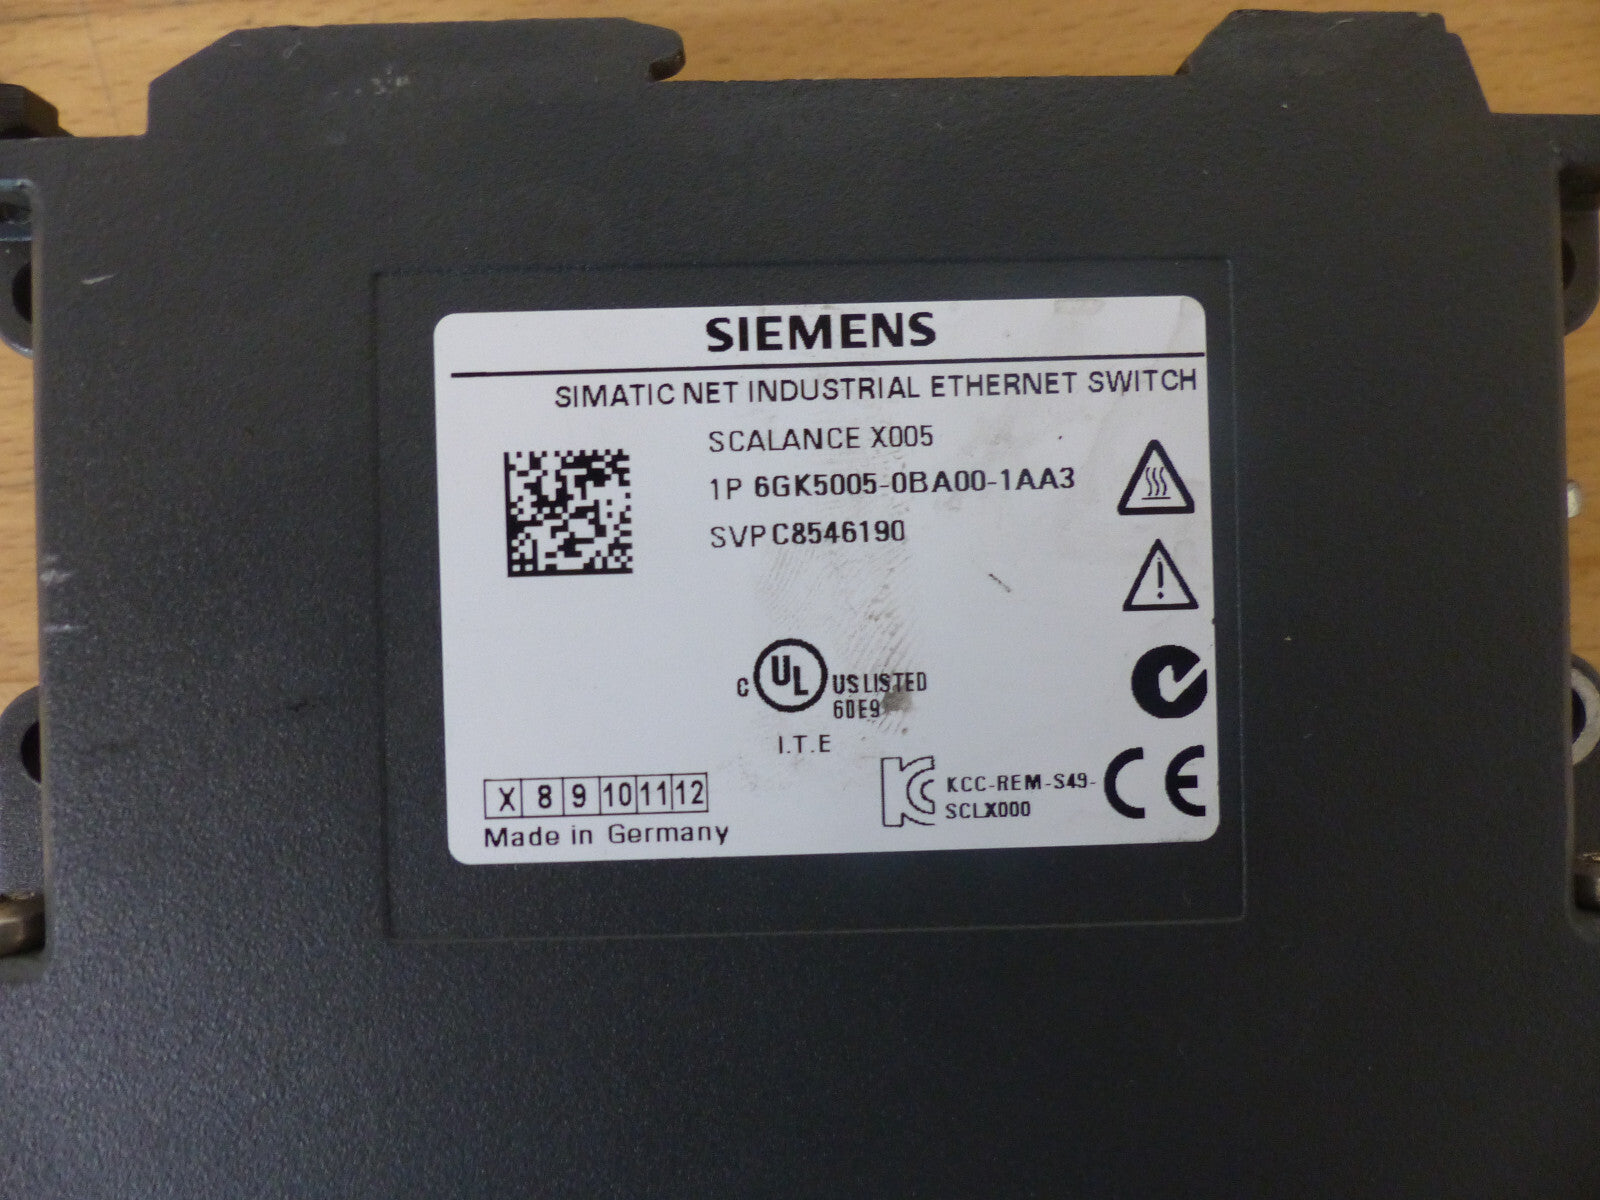 SIEMENS
SIMATIC NET INDUSTRIAL ETHERNET SWITCH
SCALANCE X005
1P 6GK5005-0BA00-1AA3
SVP C8546190
C UL US LISTED
6DE9
I.T.E
X 8 9 10 11 12
Made in Germany
KCC-REM-S49-
SCLX000
CE